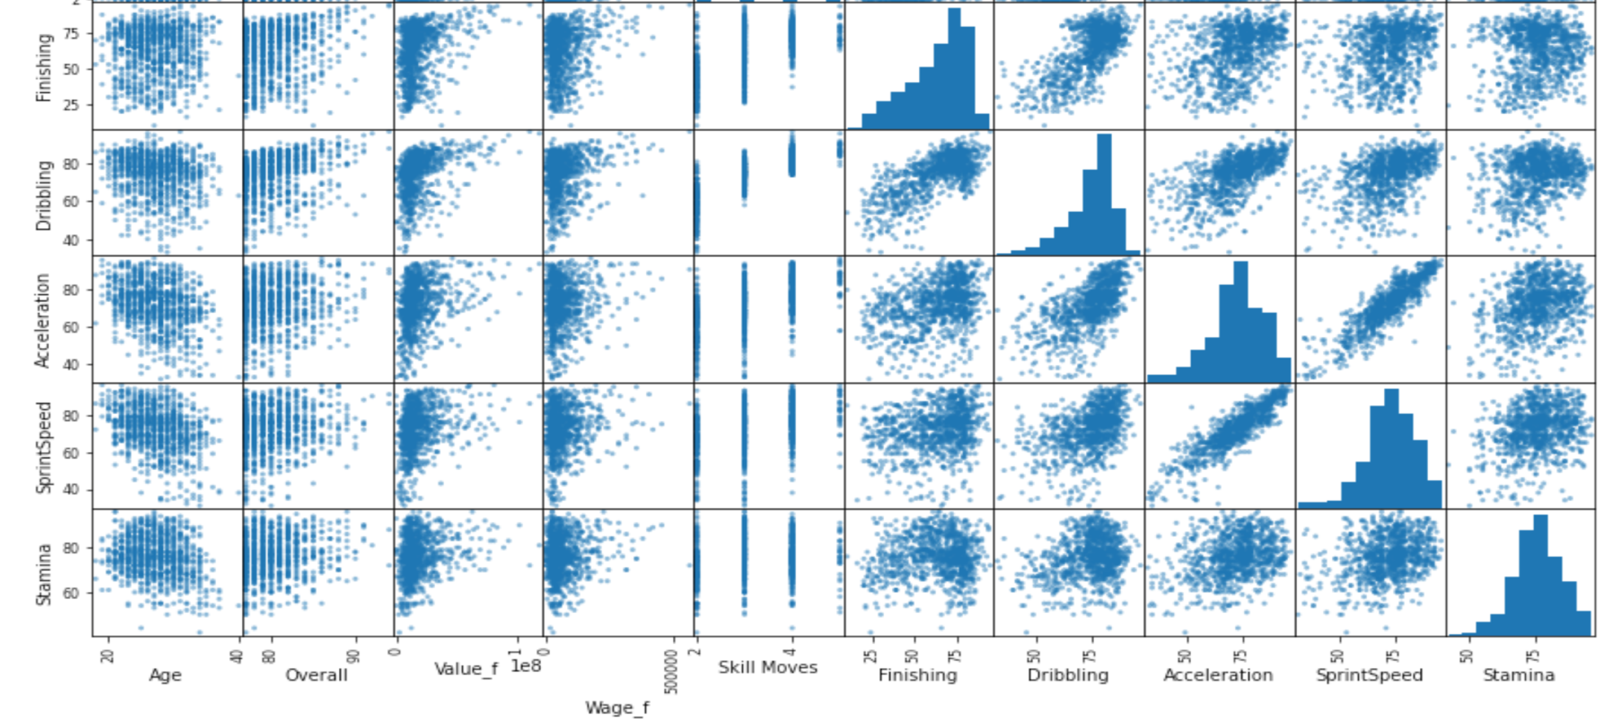 2
Finishing
75
50
25
Dribbling
80
60
40
Acceleration
80
60
40
SprintSpeed
80
60
40
Stamina
80
60
20
40
80
90
0
1
1e8
0
500000
2
4
25
50
75
50
75
50
75
50
75
50
75
Age
Overall
Value_f
Wage_f
Skill Moves
Finishing
Dribbling
Acceleration
SprintSpeed
Stamina